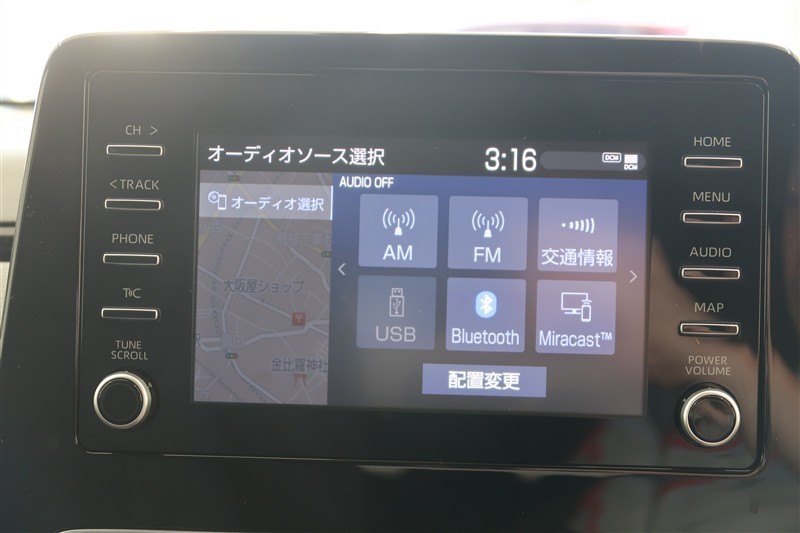 CH >
< TRACK
PHONE
T/C
TUNE
SCROLL
オーディオソース選択
3:16
DCM
DCM
オーディオ選択
AUDIO OFF
AM
FM
交通情報
USB
Bluetooth
Miracast™
配置変更
大阪屋ショップ
金比羅神社
HOME
MENU
AUDIO
MAP
POWER
VOLUME